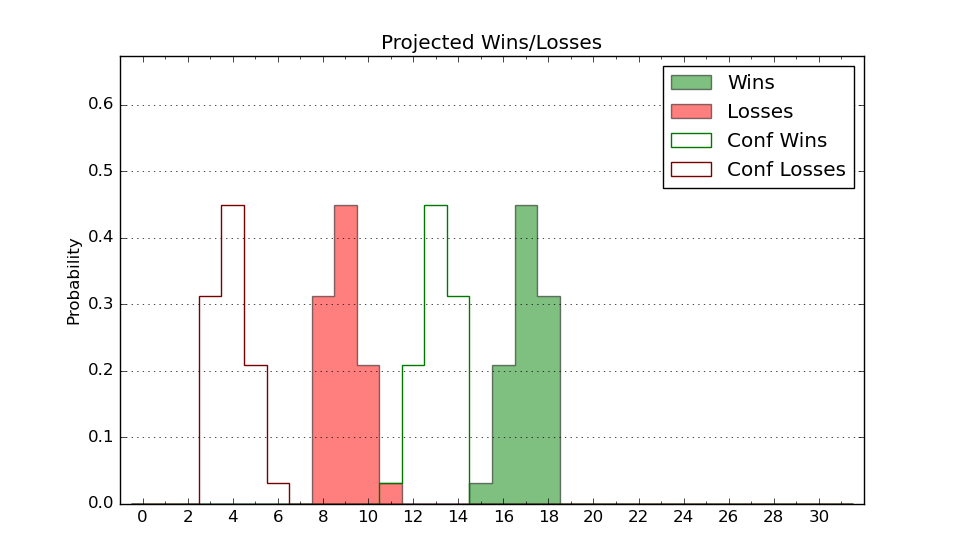 Projected Wins/Losses
Wins
Losses
Conf Wins
Conf Losses
Probability
0.6
0.5
0.4
0.3
0.2
0.1
0.0
0 2 4 6 8 10 12 14 16 18 20 22 24 26 28 30